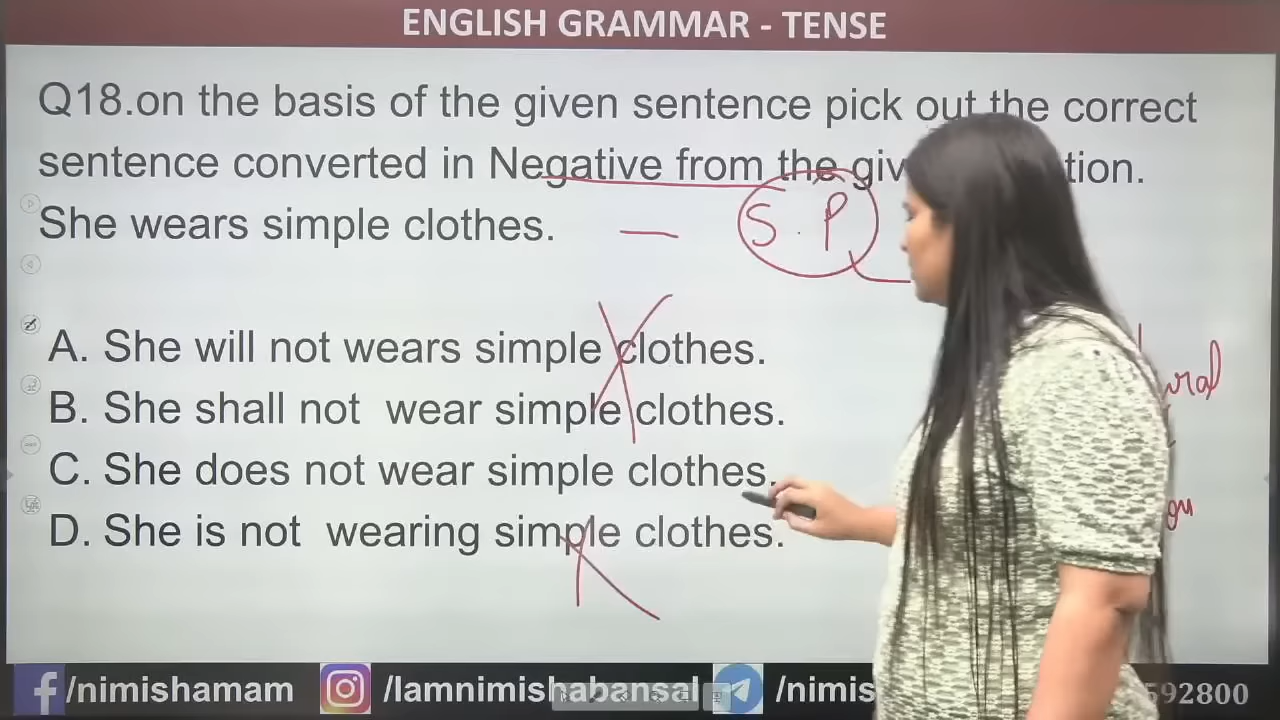 ENGLISH GRAMMAR - TENSE
Q18.on the basis of the given sentence pick out the correct
sentence converted in Negative from the
She wears simple clothes. — S.P
A. She will not wears simple clothes.
B. She shall not wear simple clothes.
C. She does not wear simple clothes.
D. She is not wearing simple clothes.
/nimishamam /Iamnimishabansal /nimis 592800